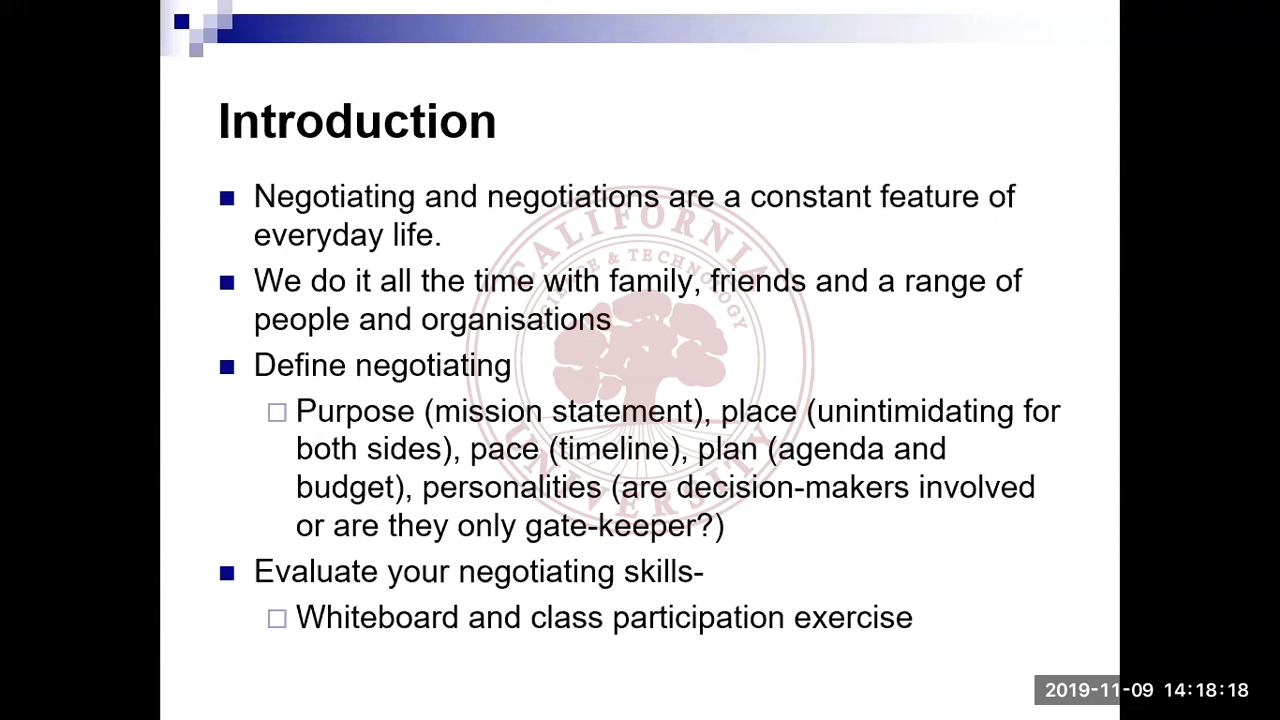 Introduction
Negotiating and negotiations are a constant feature of
everyday life.
We do it all the time with family, friends and a range of
people and organisations
Define negotiating
Purpose (mission statement), place (unintimidating for
both sides), pace (timeline), plan (agenda and
budget), personalities (are decision-makers involved
or are they only gate-keeper?)
Evaluate your negotiating skills-
Whiteboard and class participation exercise
CALIFORNIA
& TECHNOLOGY
UNIVERSITY
2019-11-09 14:18:18